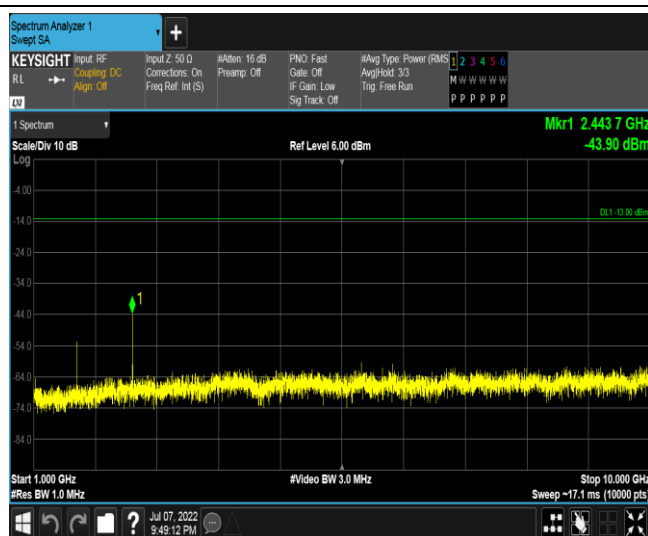 Spectrum Analyzer 1
Swept SA
+
KEYSIGHT
RL
LXI
Input: RF
Coupling: DC
Align: Off
Input Z: 50 Ω
Corrections: On
Freq Ref: Int (S)
#Atten: 16 dB
Preamp: Off
PNO: Fast
Gate: Off
IF Gain: Low
Sig Track: Off
#Avg Type: Power (RMS
Avg|Hold: 3/3
Trig: Free Run
1 2 3 4 5 6
M W W W W W
P P P P P P
1 Spectrum
Scale/Div 10 dB
Log
Ref Level 6.00 dBm
Mkr1 2.443 7 GHz
-43.90 dBm
-4.00
DL1 -13.00 dBm
-14.0
-24.0
-34.0
1
-44.0
-54.0
-64.0
-74.0
-84.0
Start 1.000 GHz
#Video BW 3.0 MHz
Stop 10.000 GHz
#Res BW 1.0 MHz
Sweep ~17.1 ms (10000 pts)
?
Jul 07, 2022
9:49:12 PM